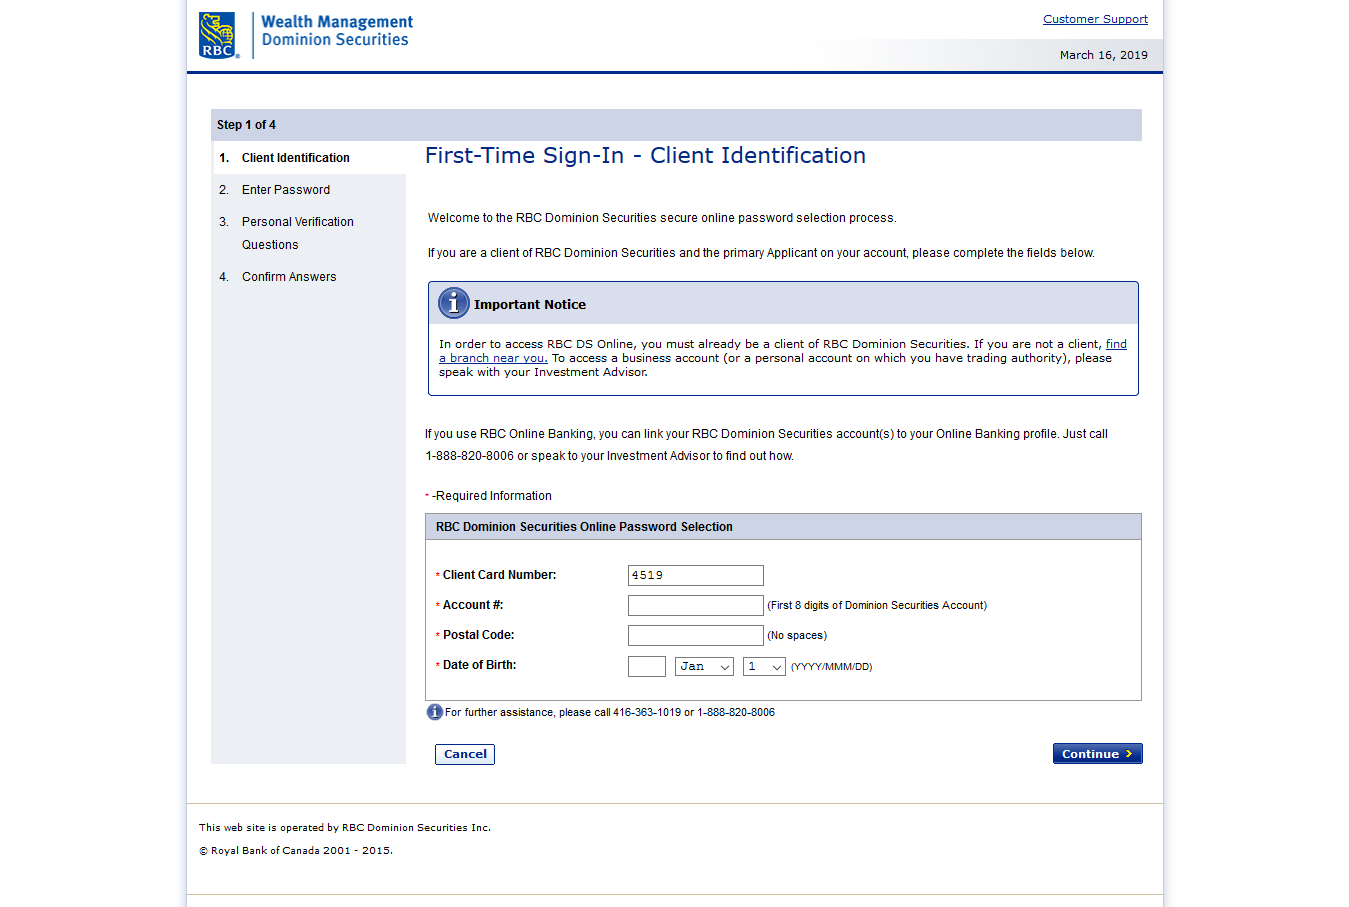 RBC
®
Wealth Management
Dominion Securities
Customer Support
March 16, 2019
Step 1 of 4
1. Client Identification
2. Enter Password
3. Personal Verification
Questions
4. Confirm Answers
First-Time Sign-In - Client Identification
Welcome to the RBC Dominion Securities secure online password selection process.
If you are a client of RBC Dominion Securities and the primary Applicant on your account, please complete the fields below.
i Important Notice
In order to access RBC DS Online, you must already be a client of RBC Dominion Securities. If you are not a client, find
a branch near you. To access a business account (or a personal account on which you have trading authority), please
speak with your Investment Advisor.
If you use RBC Online Banking, you can link your RBC Dominion Securities account(s) to your Online Banking profile. Just call
1-888-820-8006 or speak to your Investment Advisor to find out how.
* -Required Information
RBC Dominion Securities Online Password Selection
* Client Card Number: 4519
* Account #: (First 8 digits of Dominion Securities Account)
* Postal Code: (No spaces)
* Date of Birth: Jan 1 (YYYY/MMM/DD)
i For further assistance, please call 416-363-1019 or 1-888-820-8006
Cancel
Continue >
This web site is operated by RBC Dominion Securities Inc.
© Royal Bank of Canada 2001 - 2015.